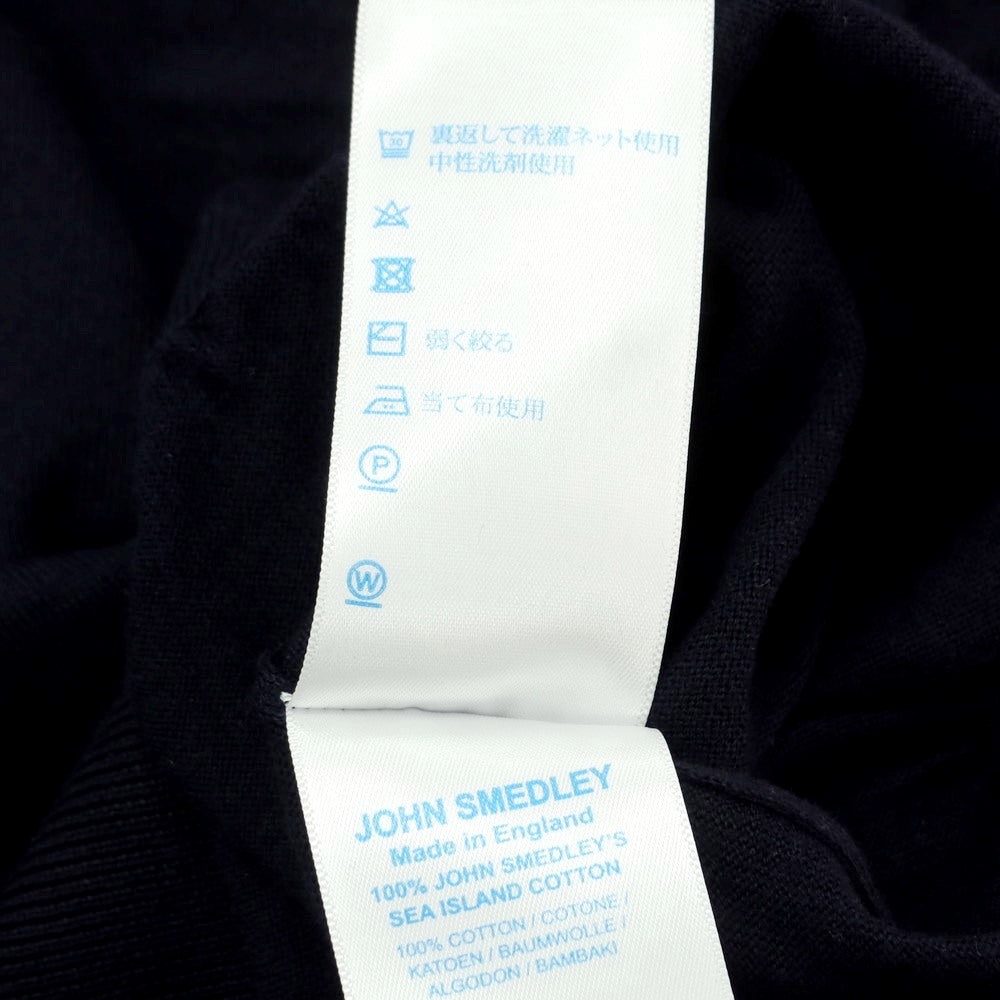 30 裏返して洗濯ネット使用
中性洗剤使用
弱く絞る
当て布使用
P
W
JOHN SMEDLEY
Made in England
100% JOHN SMEDLEY'S
SEA ISLAND COTTON
100% COTTON / COTONE /
KATOEN / BAUMWOLLE /
ALGODON / BAMBAKI